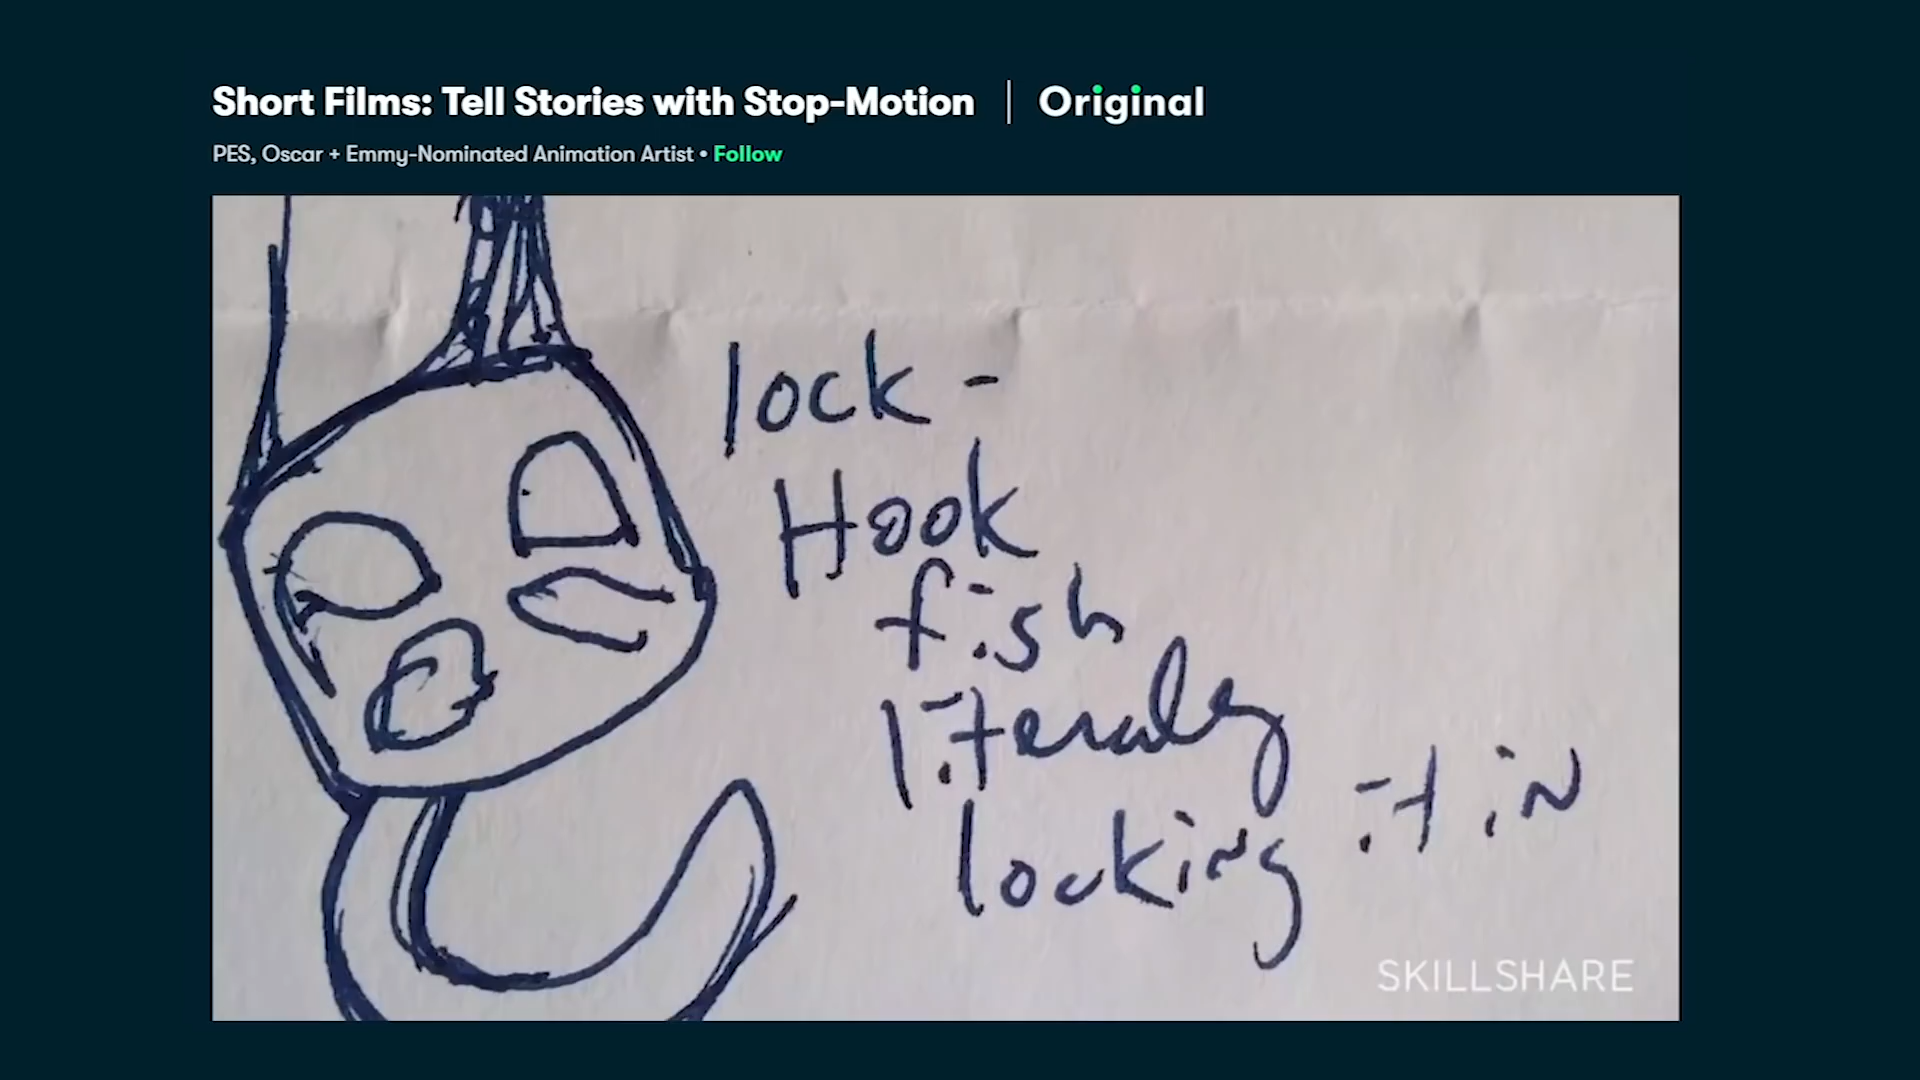 Short Films: Tell Stories with Stop-Motion | Original
PES, Oscar + Emmy-Nominated Animation Artist • Follow
lock -
Hook
fish
literaley
locking it in
SKILLSHARE